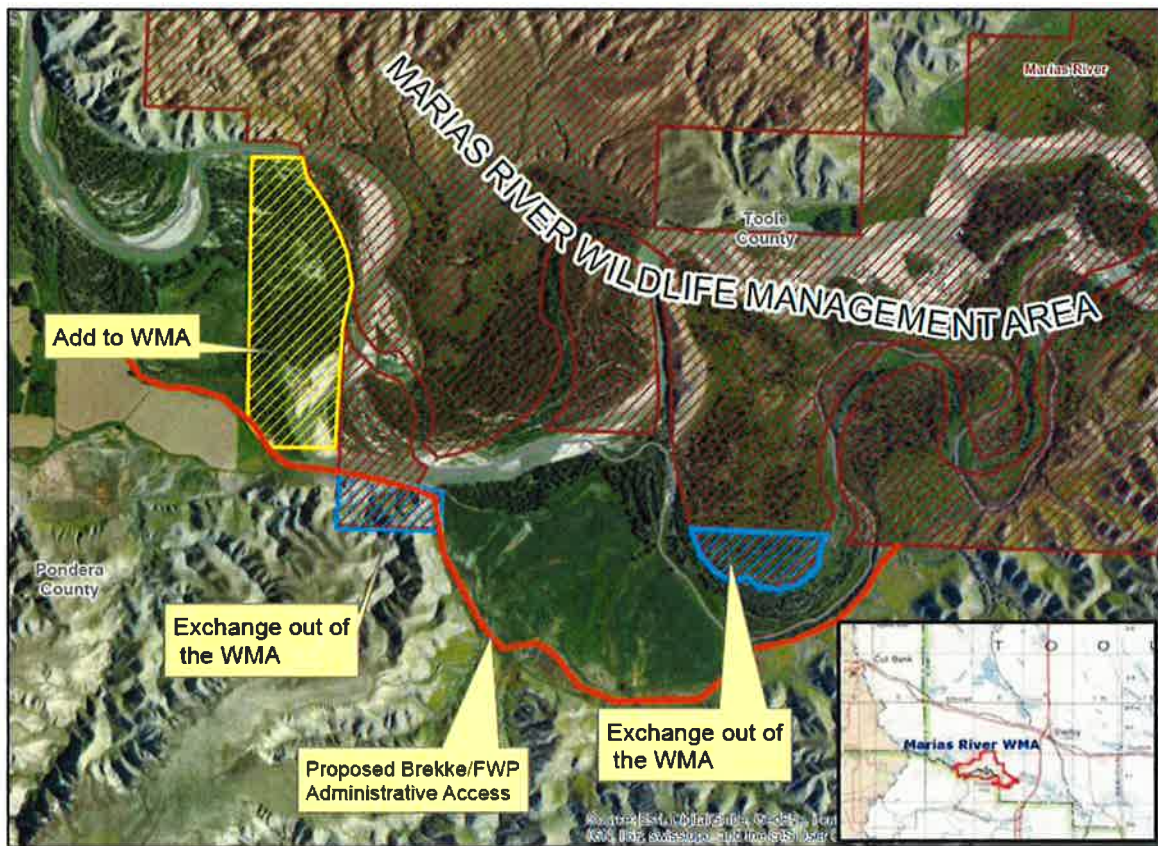 MARIAS RIVER WILDLIFE MANAGEMENT AREA
Marias River
Toole
County
Add to WMA
Pondera
County
Exchange out of
the WMA
Proposed Brekke/FWP
Administrative Access
Exchange out of
the WMA
T O O
Cut Bank
Shelby
Marias River WMA